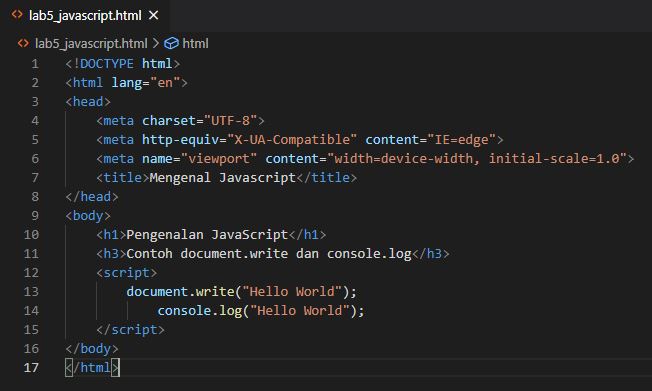 lab5_javascript.html
lab5_javascript.html > html
1 <!DOCTYPE html>
2 <html lang="en">
3 <head>
4 <meta charset="UTF-8">
5 <meta http-equiv="X-UA-Compatible" content="IE=edge">
6 <meta name="viewport" content="width=device-width, initial-scale=1.0">
7 <title>Mengenal Javascript</title>
8 </head>
9 <body>
10 <h1>Pengenalan JavaScript</h1>
11 <h3>Contoh document.write dan console.log</h3>
12 <script>
13 document.write("Hello World");
14 console.log("Hello World");
15 </script>
16 </body>
17 </html>